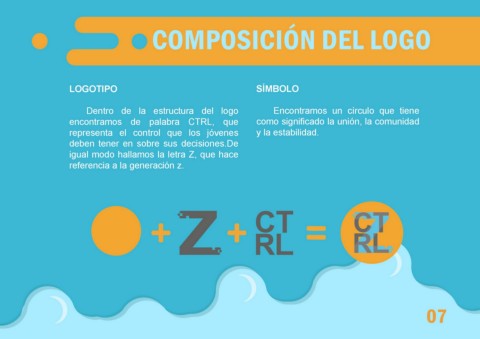 COMPOSICIÓN DEL LOGO
LOGOTIPO
Dentro de la estructura del logo
encontramos de palabra CTRL, que
representa el control que los jóvenes
deben tener en sobre sus decisiones.De
igual modo hallamos la letra Z, que hace
referencia a la generación z.
SÍMBOLO
Encontramos un círculo que tiene
como significado la unión, la comunidad
y la estabilidad.
+ Z + CT
RL = CT
RL
07